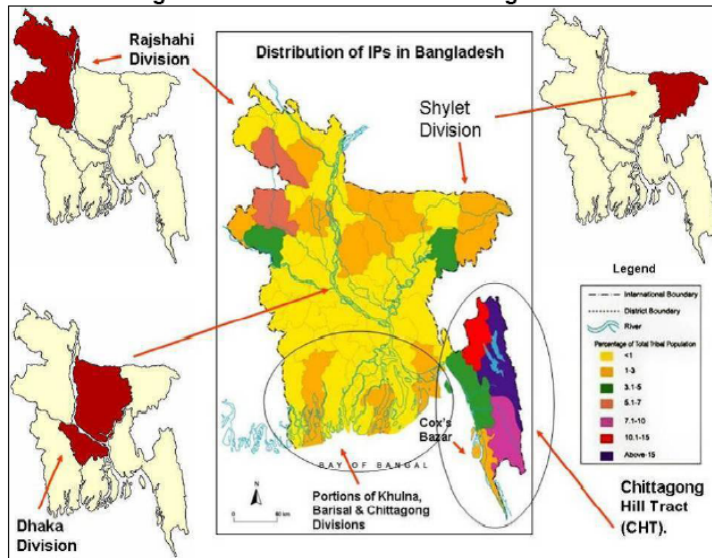 Rajshahi
Division
Distribution of IPs in Bangladesh
Shylet
Division
Legend
International Boundary
District Boundary
River
Percentage of Total Tribal Population
<1
1-3
3.1-5
5.1-7
7.1-10
10.1-15
Above-15
Cox's
Bazar
BAY OF BANGAL
N
Portions of Khulna,
Barisal & Chittagong
Divisions
Dhaka
Division
Chittagong
Hill Tract
(CHT).